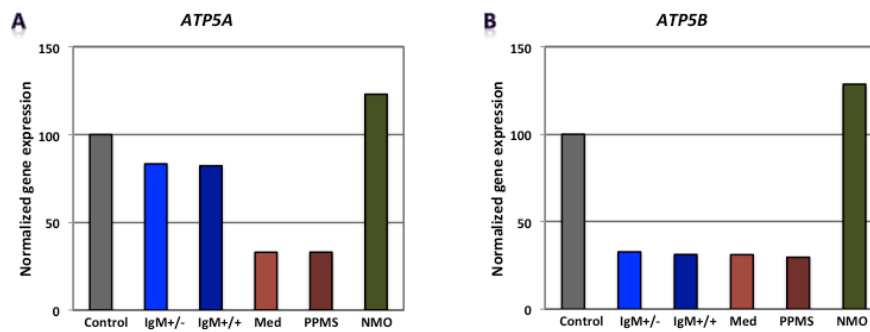 A
ATP5A
Normalized gene expression
150
100
50
0
Control IgM+/- IgM+/+ Med PPMS NMO
B
ATP5B
Normalized gene expression
150
100
50
0
Control IgM+/- IgM+/+ Med PPMS NMO